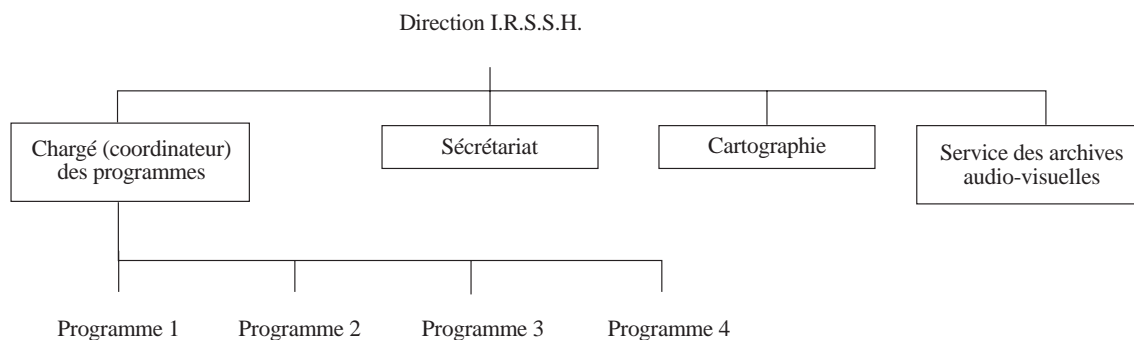 Direction I.R.S.S.H.
Chargé (coordinateur)
des programmes
Sécrétariat
Cartographie
Service des archives
audio-visuelles
Programme 1
Programme 2
Programme 3
Programme 4